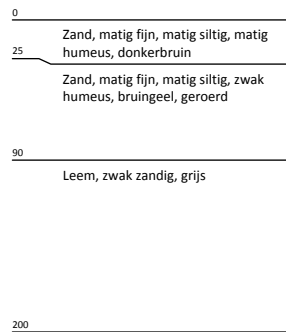 0
Zand, matig fijn, matig siltig, matig
humeus, donkerbruin
25
Zand, matig fijn, matig siltig, zwak
humeus, bruingeel, geroerd
90
Leem, zwak zandig, grijs
200